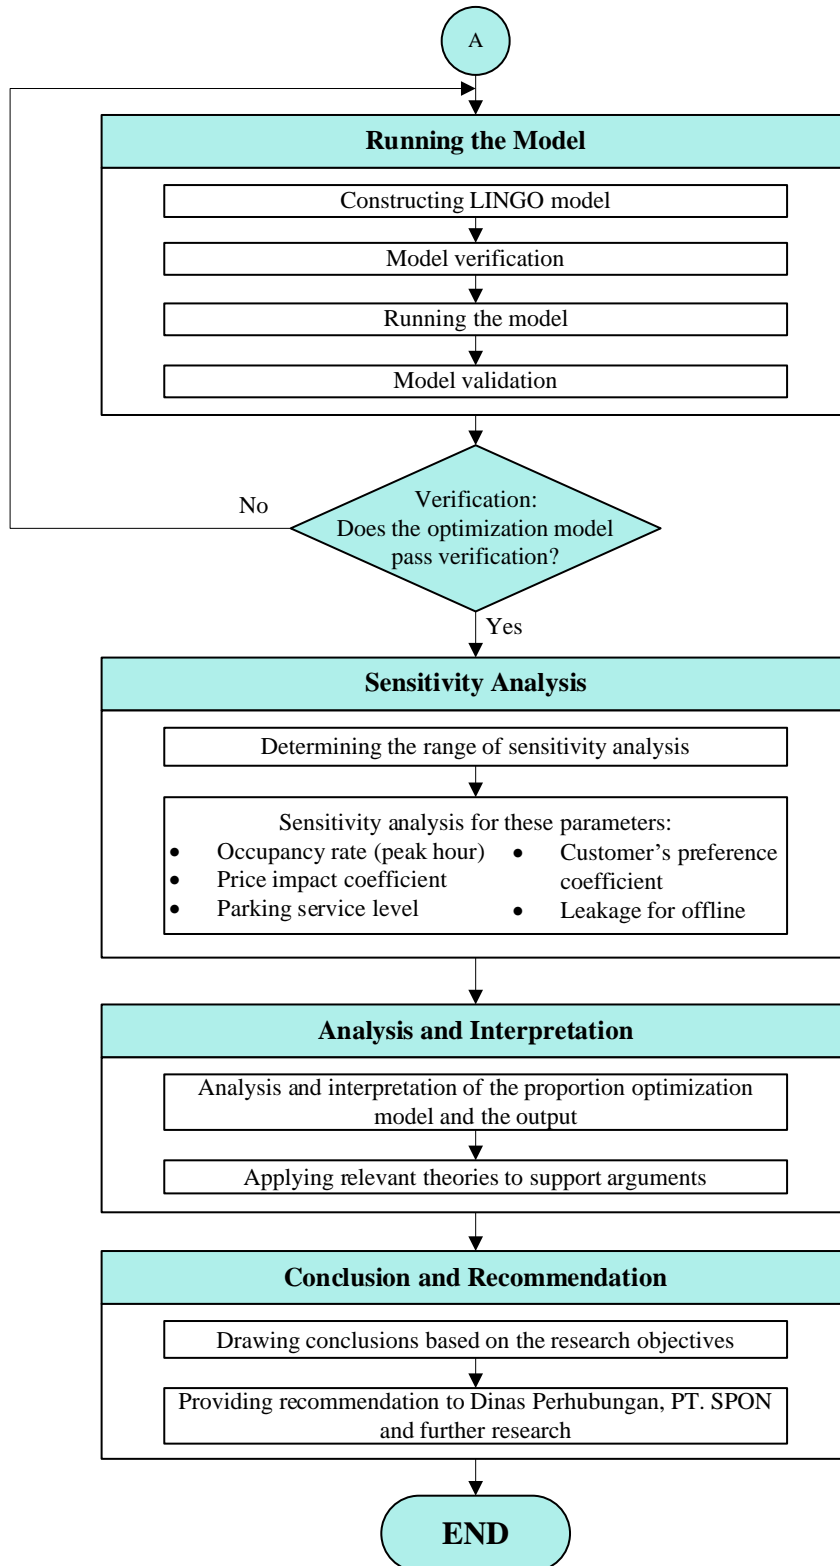 A
Running the Model
Constructing LINGO model
Model verification
Running the model
Model validation
Verification:
Does the optimization model
pass verification?
No
Yes
Sensitivity Analysis
Determining the range of sensitivity analysis
Sensitivity analysis for these parameters:
• Occupancy rate (peak hour)
• Price impact coefficient
• Parking service level
• Customer's preference
coefficient
• Leakage for offline
Analysis and Interpretation
Analysis and interpretation of the proportion optimization
model and the output
Applying relevant theories to support arguments
Conclusion and Recommendation
Drawing conclusions based on the research objectives
Providing recommendation to Dinas Perhubungan, PT. SPON
and further research
END